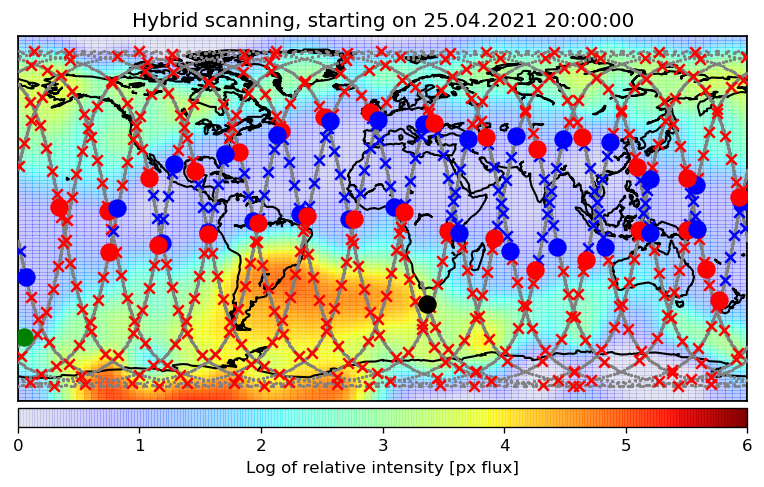 Hybrid scanning, starting on 25.04.2021 20:00:00
0 1 2 3 4 5 6
Log of relative intensity [px flux]